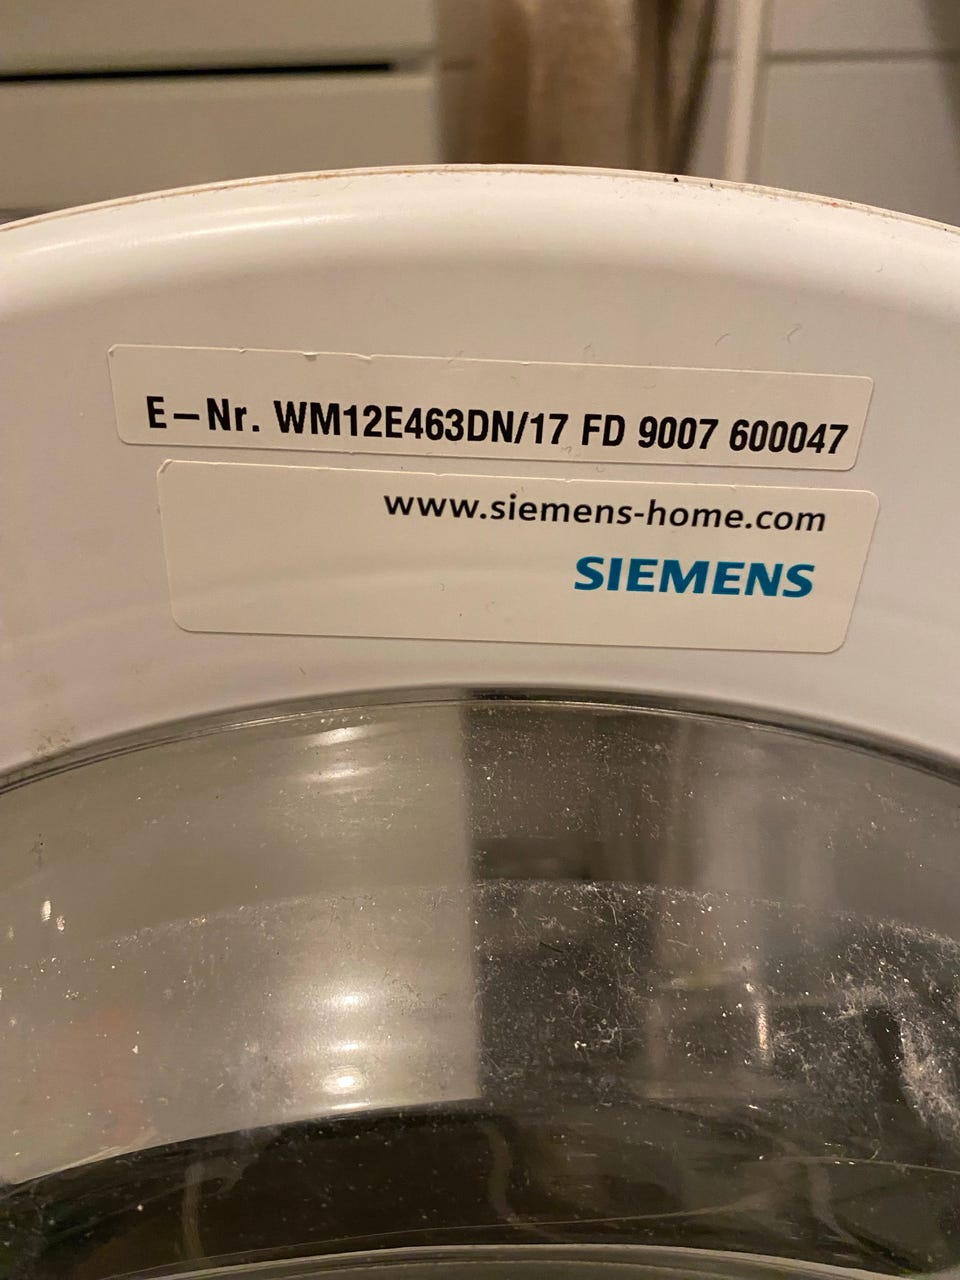 E–Nr. WM12E463DN/17 FD 9007 600047
www.siemens-home.com
SIEMENS